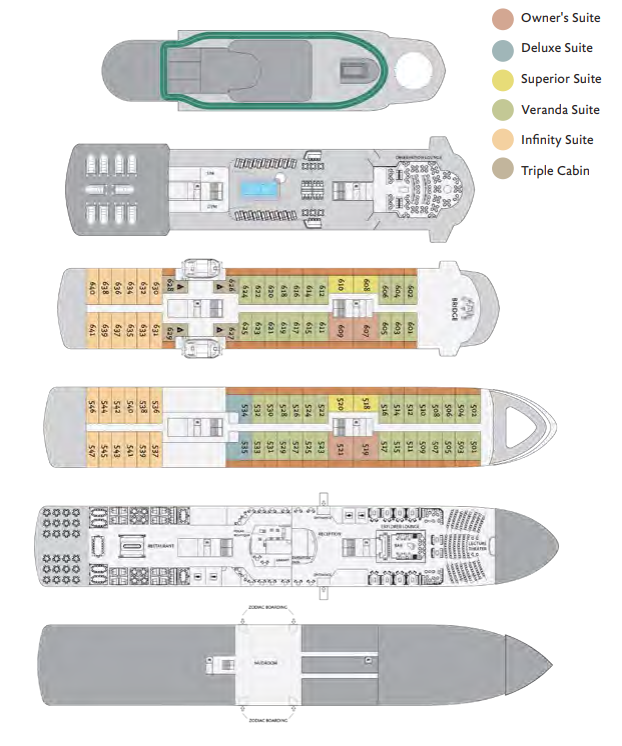 Owner's Suite
Deluxe Suite
Superior Suite
Veranda Suite
Infinity Suite
Triple Cabin
OBSERVATION LOUNGE
640 638 636 634 632 630 628 626 624 622 620 618 616 614 612 610 608 606 604 602
BRIDGE
641 639 637 635 633 631 629 627 625 623 621 619 617 615 611 609 607 605 603 601
546 544 542 540 538 536 534 532 530 528 526 524 522 520 518 516 514 512 510 508 506 504 502
547 545 543 541 539 537 535 533 531 529 527 525 523 521 519 517 515 511 509 507 505 503 501
EXPLORER LOUNGE
RECEPTION
RESTAURANT
BAR
LECTURE
THEATER
ZODIAC BOARDING
MUDROOM
ZODIAC BOARDING